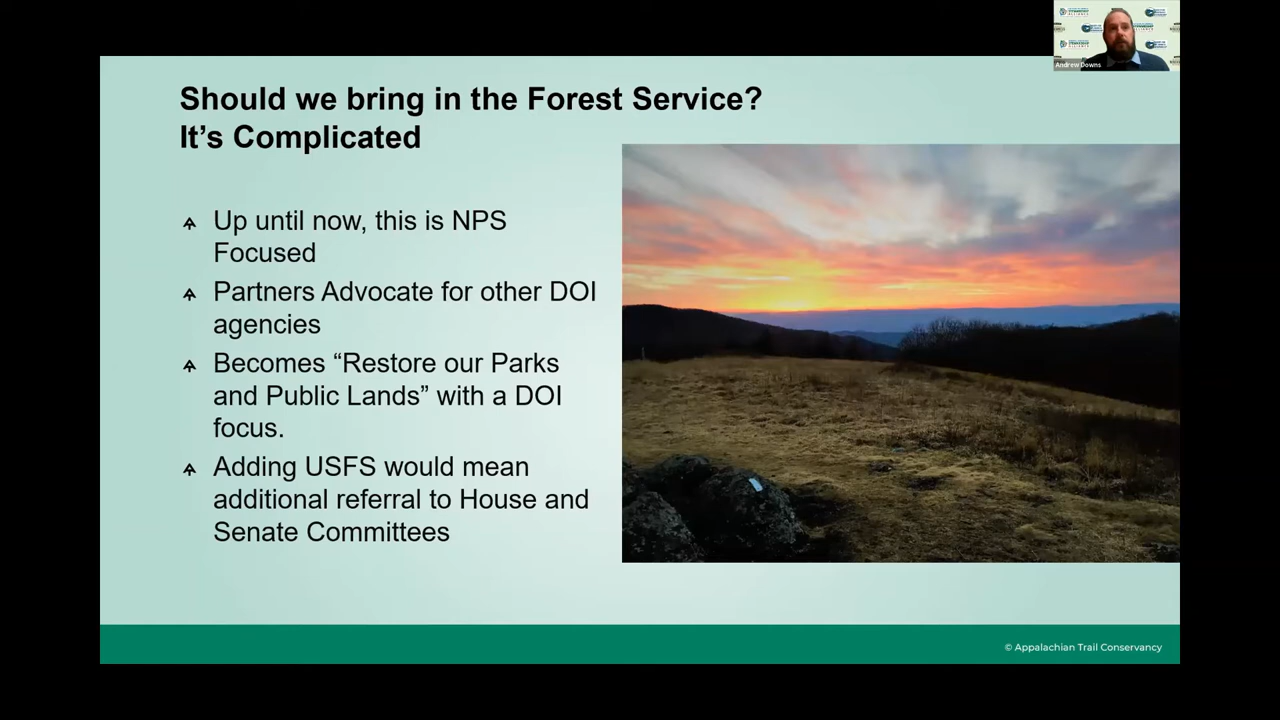 Andrew Downs
Should we bring in the Forest Service?
It's Complicated
Up until now, this is NPS
Focused
Partners Advocate for other DOI
agencies
Becomes “Restore our Parks
and Public Lands” with a DOI
focus.
Adding USFS would mean
additional referral to House and
Senate Committees
© Appalachian Trail Conservancy